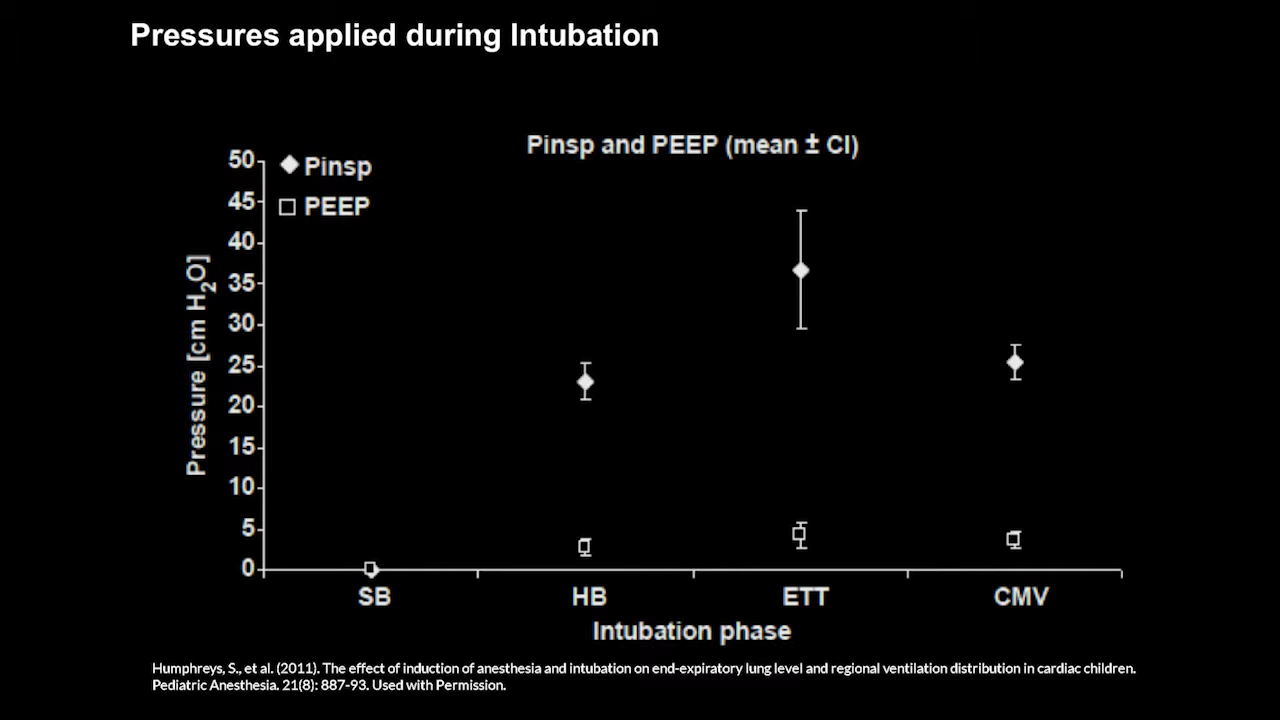 Pressures applied during Intubation
Pinsp and PEEP (mean ± CI)
Pinsp
PEEP
50
45
40
35
30
25
20
15
10
5
0
Pressure [cm H₂O]
SB HB ETT CMV
Intubation phase
Humphreys, S., et al. (2011). The effect of induction of anesthesia and intubation on end-expiratory lung level and regional ventilation distribution in cardiac children.
Pediatric Anesthesia. 21(8): 887-93. Used with Permission.